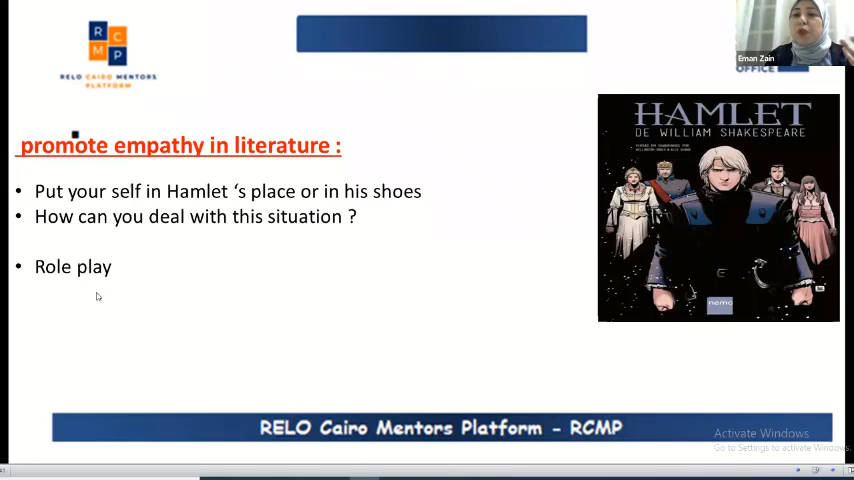 R C
M P
RELO CAIRO MENTORS
PLATFORM
Eman Zain
OFFICE
promote empathy in literature :
• Put your self in Hamlet ‘s place or in his shoes
• How can you deal with this situation ?
• Role play
HAMLET
DE WILLIAM SHAKESPEARE
nemo
RELO Cairo Mentors Platform - RCMP
Activate Windows
Go to Settings to activate Windows.